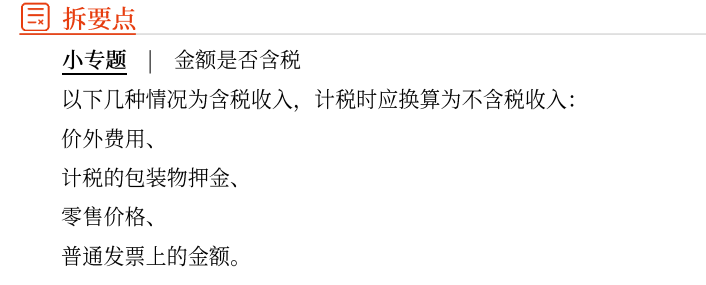 拆要点
小专题 | 金额是否含税
以下几种情况为含税收入，计税时应换算为不含税收入：
价外费用、
计税的包装物押金、
零售价格、
普通发票上的金额。